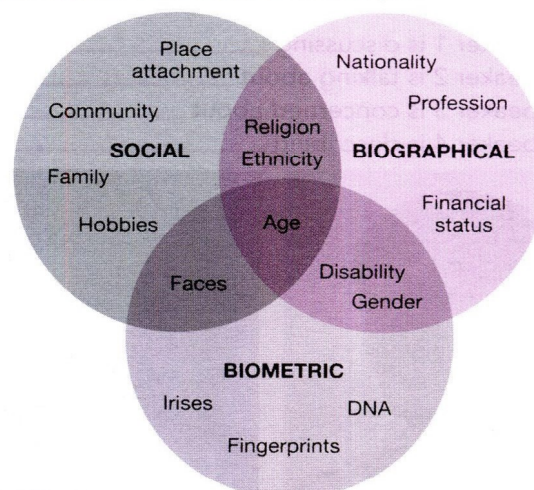 Place
attachment
Nationality
Community
Profession
Religion
SOCIAL
Ethnicity
BIOGRAPHICAL
Family
Hobbies
Age
Financial
status
Faces
Disability
Gender
BIOMETRIC
Irises
DNA
Fingerprints